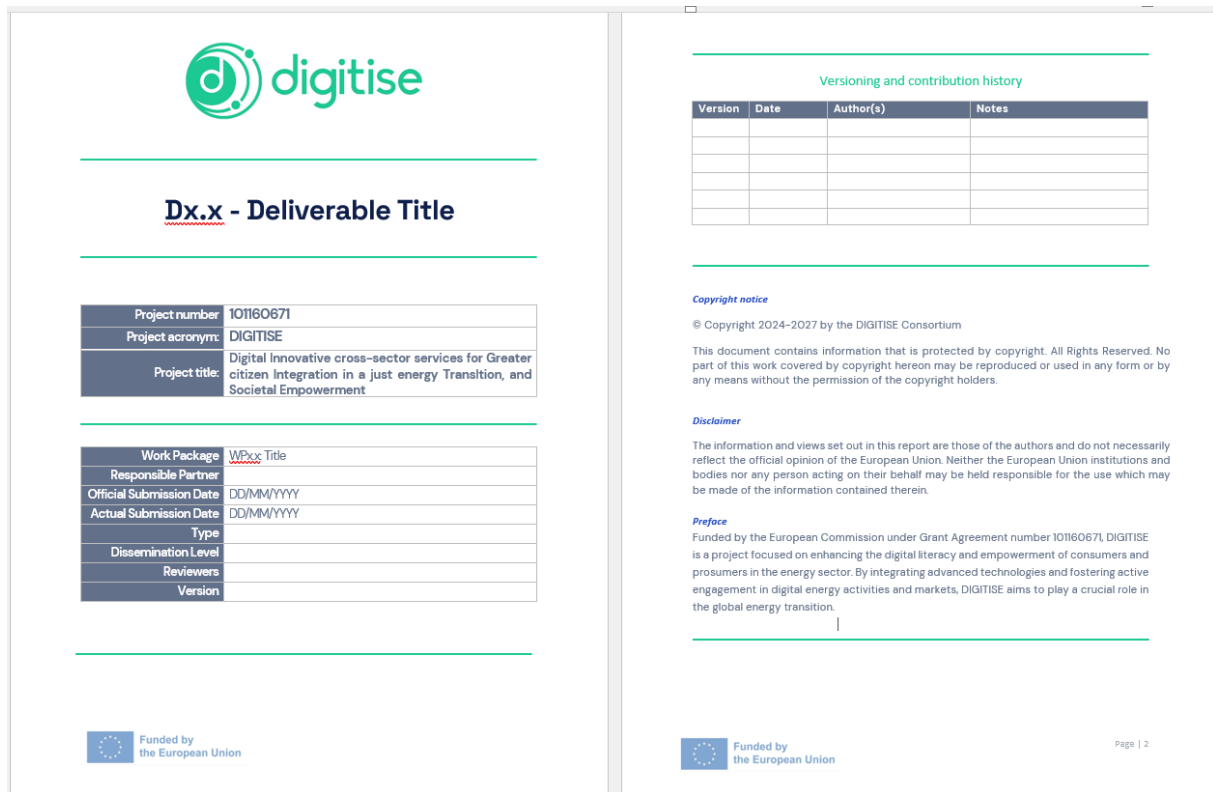 digitise
Dx.x - Deliverable Title
Project number 101160671
Project acronym: DIGITISE
Project title: Digital Innovative cross-sector services for Greater
citizen Integration in a just energy TransItion, and
Societal Empowerment
Work Package WPx.x: Title
Responsible Partner
Official Submission Date DD/MM/YYYY
Actual Submission Date DD/MM/YYYY
Type
Dissemination Level
Reviewers
Version
Funded by
the European Union
Versioning and contribution history
Version Date Author(s) Notes
Copyright notice
© Copyright 2024-2027 by the DIGITISE Consortium
This document contains information that is protected by copyright. All Rights Reserved. No
part of this work covered by copyright hereon may be reproduced or used in any form or by
any means without the permission of the copyright holders.
Disclaimer
The information and views set out in this report are those of the authors and do not necessarily
reflect the official opinion of the European Union. Neither the European Union institutions and
bodies nor any person acting on their behalf may be held responsible for the use which may
be made of the information contained therein.
Preface
Funded by the European Commission under Grant Agreement number 101160671, DIGITISE
is a project focused on enhancing the digital literacy and empowerment of consumers and
prosumers in the energy sector. By integrating advanced technologies and fostering active
engagement in digital energy activities and markets, DIGITISE aims to play a crucial role in
the global energy transition.
Funded by
the European Union
Page | 2